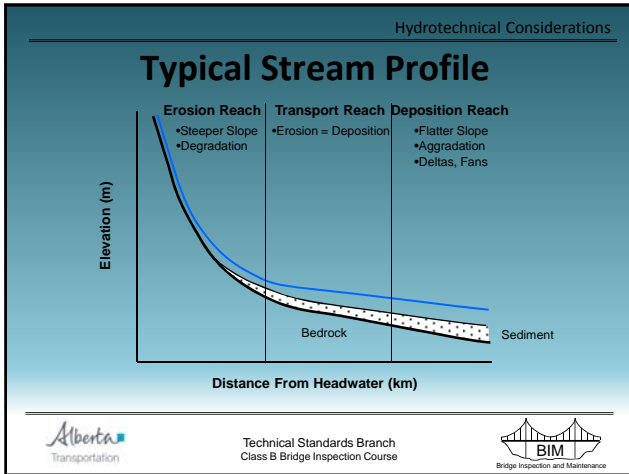 Hydrotechnical Considerations
Typical Stream Profile
Erosion Reach
•Steeper Slope
•Degradation
Transport Reach
•Erosion = Deposition
Deposition Reach
•Flatter Slope
•Aggradation
•Deltas, Fans
Elevation (m)
Bedrock
Sediment
Distance From Headwater (km)
Alberta
Transportation
Technical Standards Branch
Class B Bridge Inspection Course
BIM
Bridge Inspection and Maintenance